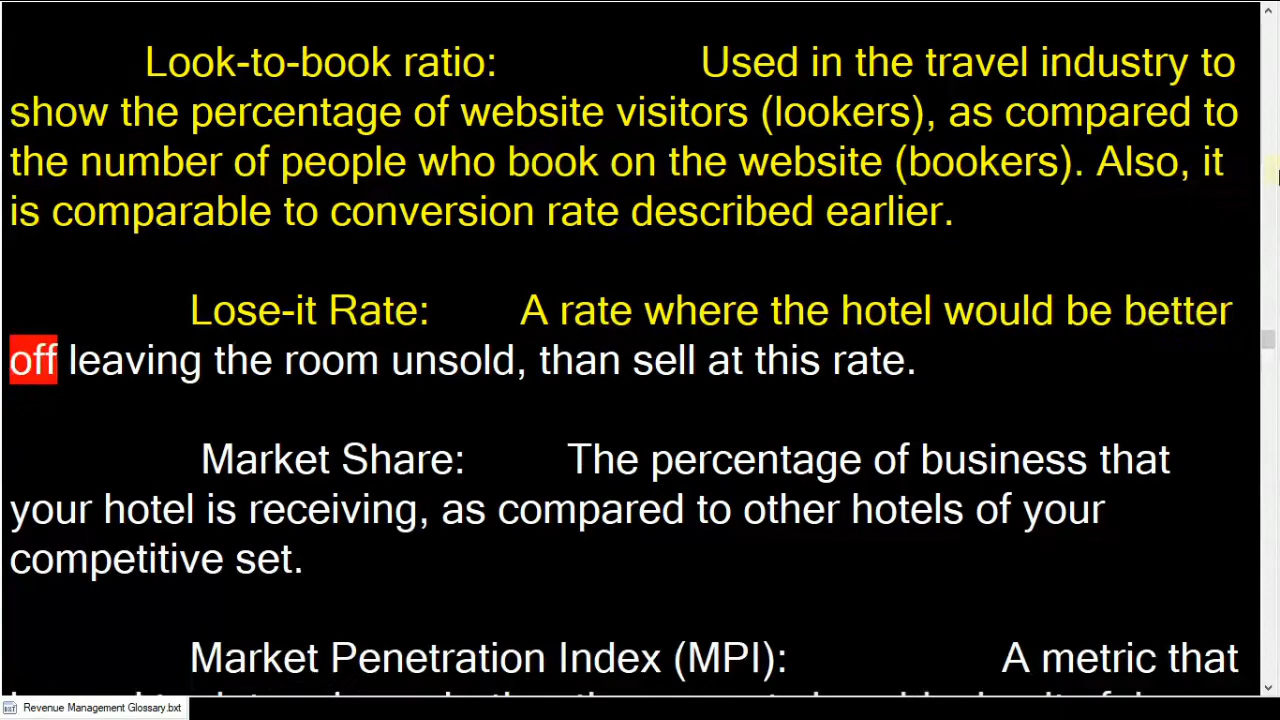 Look-to-book ratio: Used in the travel industry to
show the percentage of website visitors (lookers), as compared to
the number of people who book on the website (bookers). Also, it
is comparable to conversion rate described earlier.
Lose-it Rate: A rate where the hotel would be better
off leaving the room unsold, than sell at this rate.
Market Share: The percentage of business that
your hotel is receiving, as compared to other hotels of your
competitive set.
Market Penetration Index (MPI): A metric that
Revenue Management Glossary.bxt